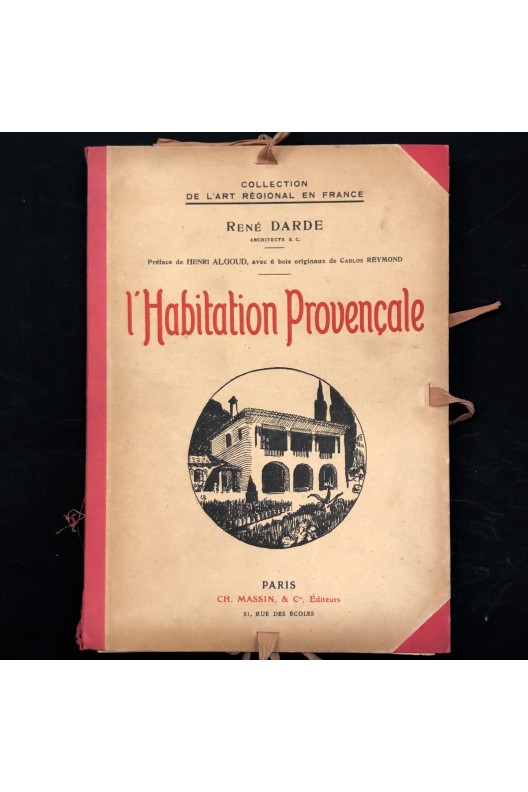 COLLECTION
DE L'ART RÉGIONAL EN FRANCE
RENÉ DARDE
ARCHITECTE S. C.
Préface de HENRI ALGOUD, avec 6 bois originaux de CARLOS REYMOND
l'Habitation Provençale
PARIS
CH. MASSIN, & Cie, Éditeurs
51, RUE DES ÉCOLES